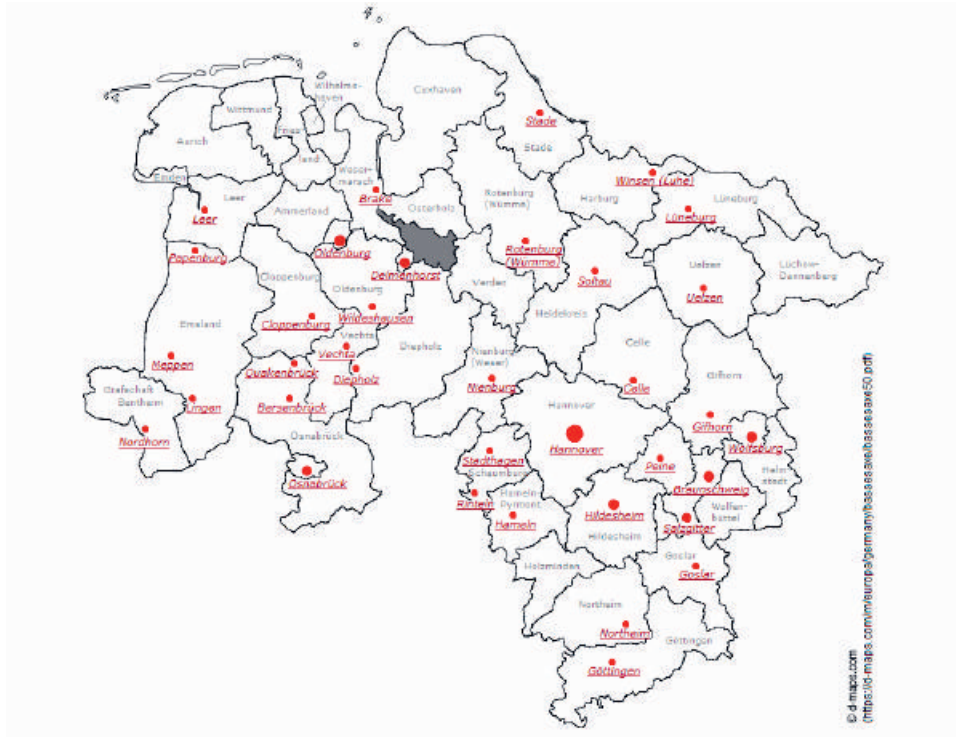 Cuxhaven
Wilhelms-
haven
Wittmund
Fries-
land
Aurich
Emden
Stade
Stade
Weser-
marsch
Brake
Leer
Leer
Ammerland
Osterholz
Rotenburg
(Wümme)
Harburg
Winsen (Luhe)
Lüneburg
Lüneburg
Papenburg
Oldenburg
Delmenhorst
Rotenburg
(Wümme)
Cloppenburg
Oldenburg
Verden
Soltau
Uelzen
Uelzen
Lüchow-
Dannenberg
Heidekreis
Wildeshausen
Cloppenburg
Emsland
Vechta
Vechta
Diepholz
Diepholz
Nienburg
(Weser)
Nienburg
Celle
Celle
Gifhorn
Meppen
Quakenbrück
Grafschaft
Bentheim
Lingen
Bersenbrück
Nordhorn
Osnabrück
Osnabrück
Hannover
Hannover
Gifhorn
Wolfsburg
Stadthagen
Schaumburg
Peine
Helm-
stadt
Braunschweig
Rinteln
Hameln-
Pyrmont
Hameln
Hildesheim
Hildesheim
Salzgitter
Wolfen-
büttel
Holzminden
Goslar
Goslar
Northeim
Northeim
Göttingen
Göttingen
© d-maps.com
(https://d-maps.com/m/europa/germany/bassesaxe/bassesaxe50.pdf)